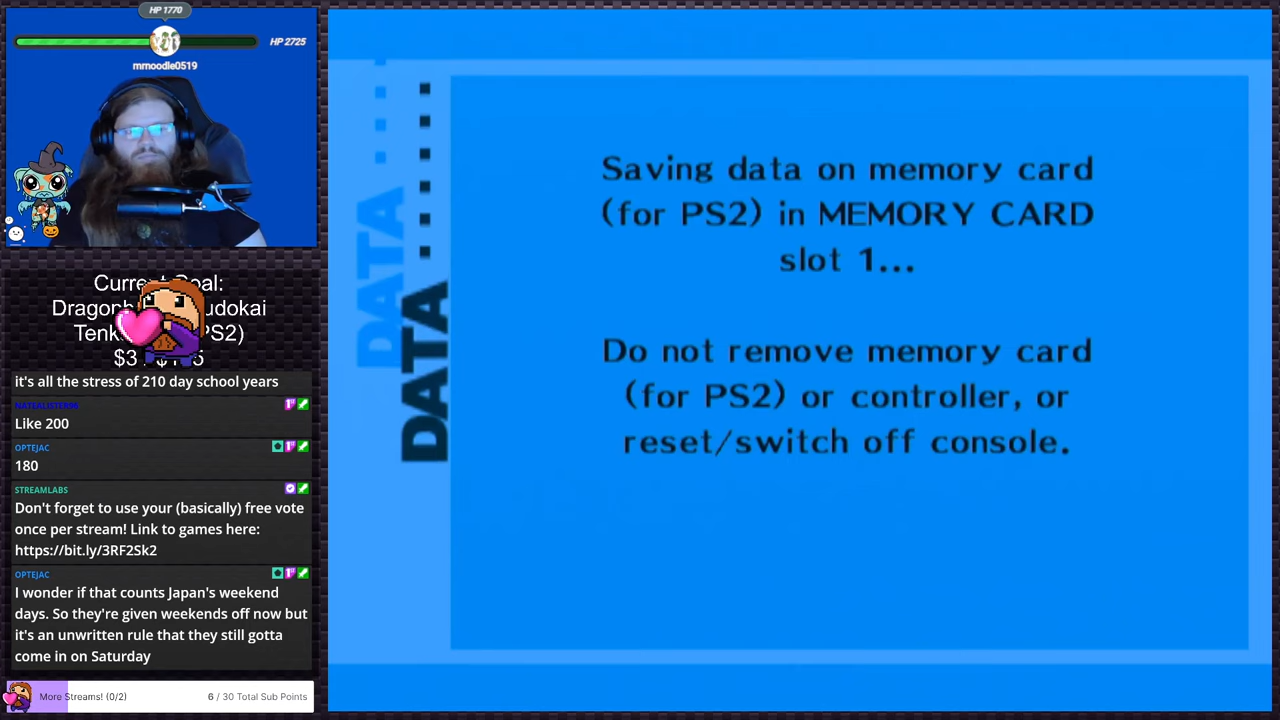 HP 1770
HP 2725
mmoodle0519
DATA
DATA
Saving data on memory card
(for PS2) in MEMORY CARD
slot 1...
Do not remove memory card
(for PS2) or controller, or
reset/switch off console.
(PS2)
it's all the stress of 210 day school years
Like 200
OPTEJAC
180
STREAMLABS
Don't forget to use your (basically) free vote
once per stream! Link to games here:
https://bit.ly/3RF2Sk2
OPTEJAC
I wonder if that counts Japan's weekend
days. So they're given weekends off now but
it's an unwritten rule that they still gotta
come in on Saturday
More Streams! (0/2)
6 / 30 Total Sub Points